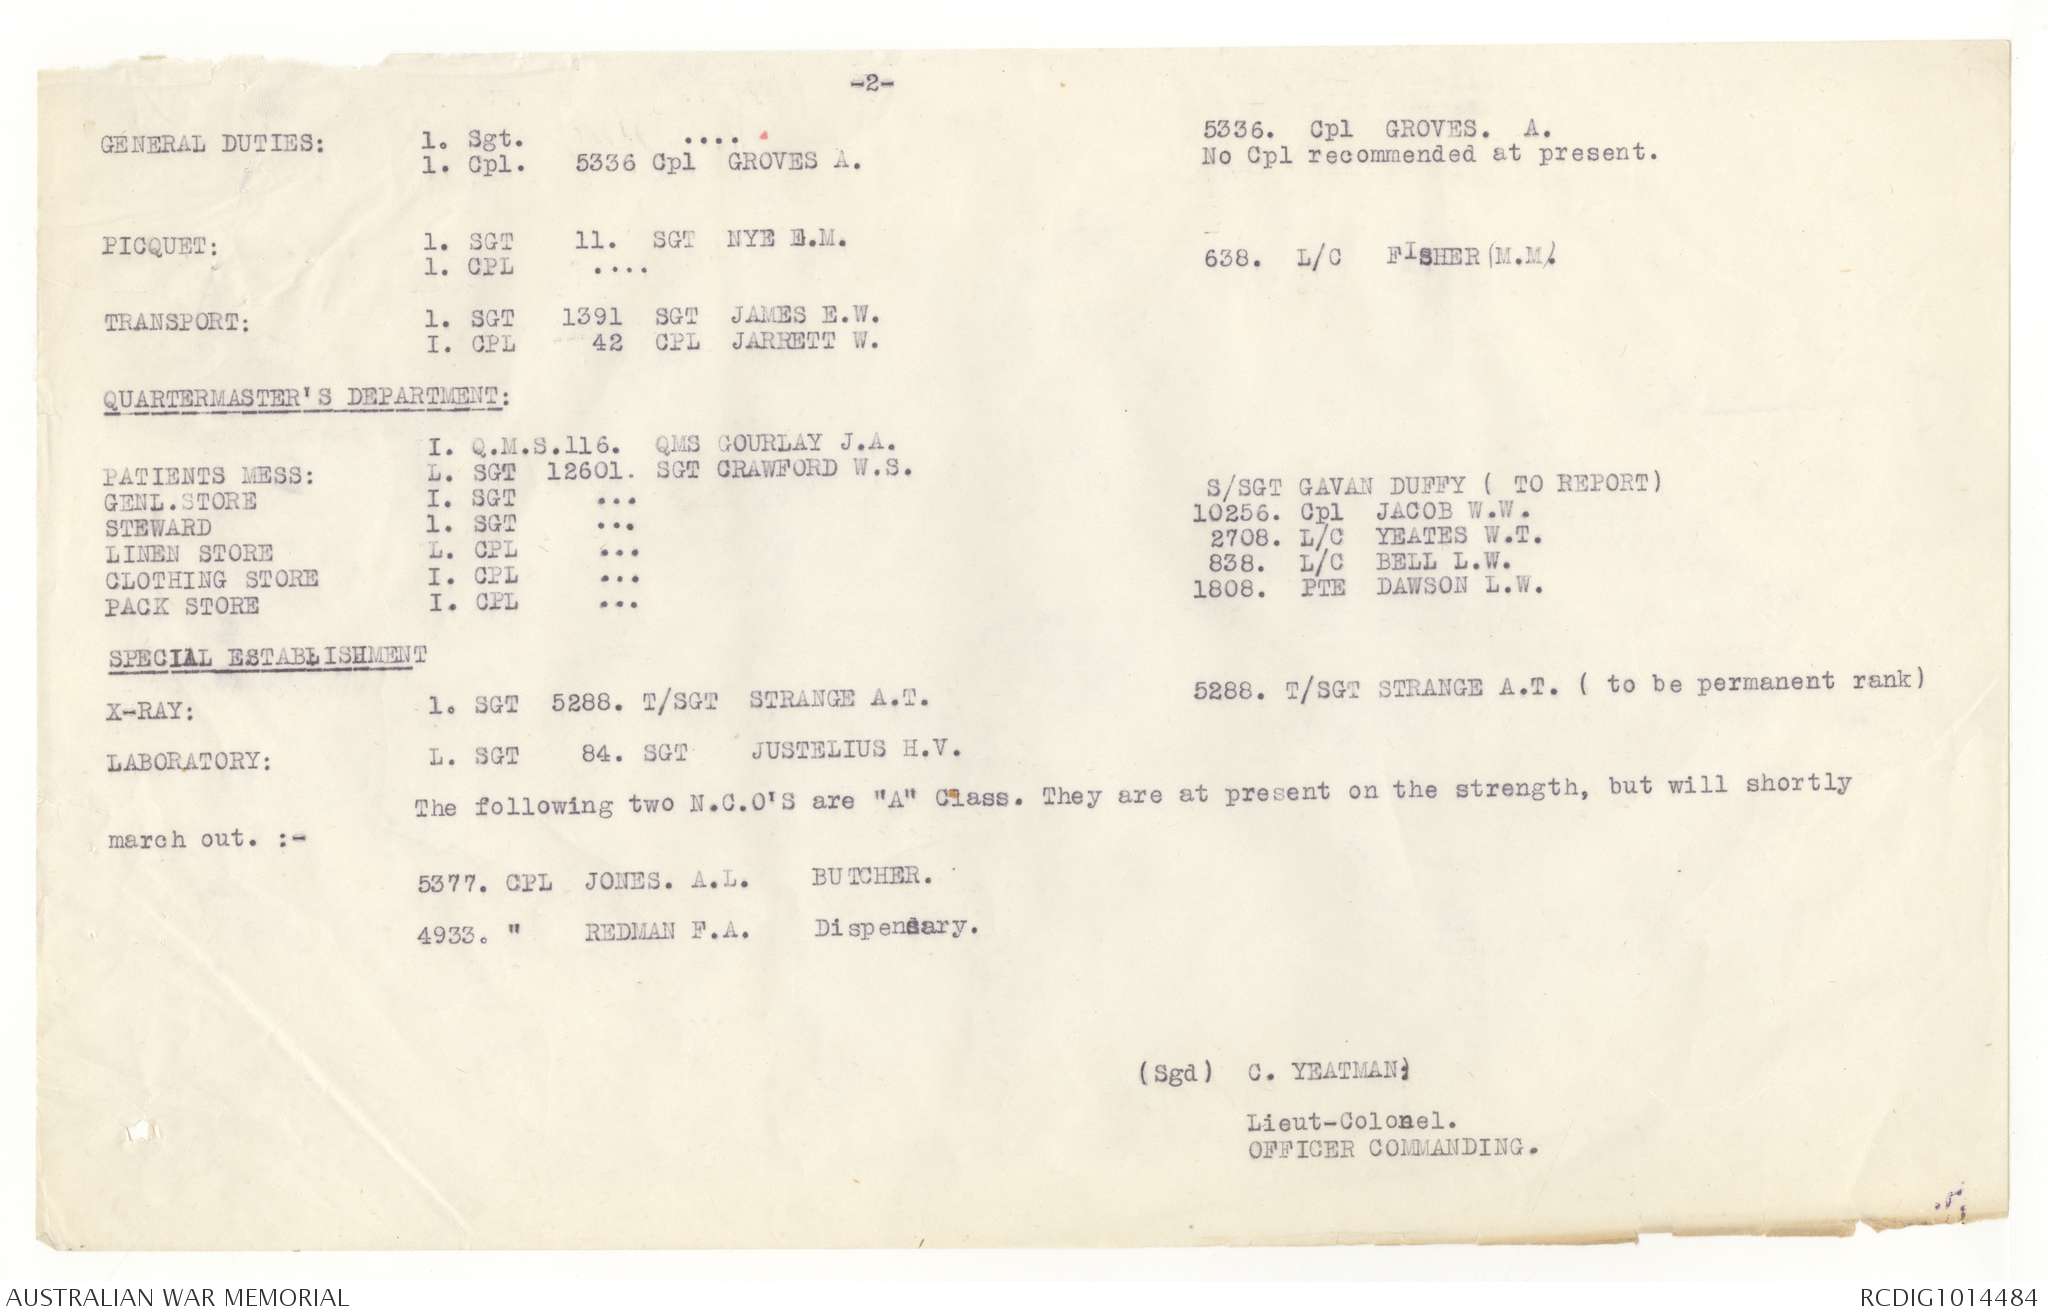 -2-
GENERAL DUTIES: 1. Sgt. .... 5336. Cpl GROVES. A.
1. Cpl. 5336 Cpl GROVES A. No Cpl recommended at present.
PICQUET: 1. SGT 11. SGT NYE E.M.
1. CPL .... 638. L/C FISHER (M.M).
TRANSPORT: 1. SGT 1391 SGT JAMES E.W.
I. CPL 42 CPL JARRETT W.
QUARTERMASTER'S DEPARTMENT:
I. Q.M.S.116. QMS GOURLAY J.A.
PATIENTS MESS: L. SGT 12601. SGT CRAWFORD W.S.
GENL.STORE I. SGT ... S/SGT GAVAN DUFFY ( TO REPORT)
STEWARD 1. SGT ... 10256. Cpl JACOB W.W.
LINEN STORE L. CPL ... 2708. L/C YEATES W.T.
CLOTHING STORE I. CPL ... 838. L/C BELL L.W.
PACK STORE I. CPL ... 1808. PTE DAWSON L.W.
SPECIAL ESTABLISHMENT
X-RAY: 1. SGT 5288. T/SGT STRANGE A.T. 5288. T/SGT STRANGE A.T. ( to be permanent rank)
LABORATORY: L. SGT 84. SGT JUSTELIUS H.V.
The following two N.C.O'S are "A" Class. They are at present on the strength, but will shortly
march out. :-
5377. CPL JONES. A.L. BUTCHER.
4933. " REDMAN F.A. Dispensary.
(Sgd) C. YEATMAN:
Lieut-Colonel.
OFFICER COMMANDING.
AUSTRALIAN WAR MEMORIAL RCDIG1014484